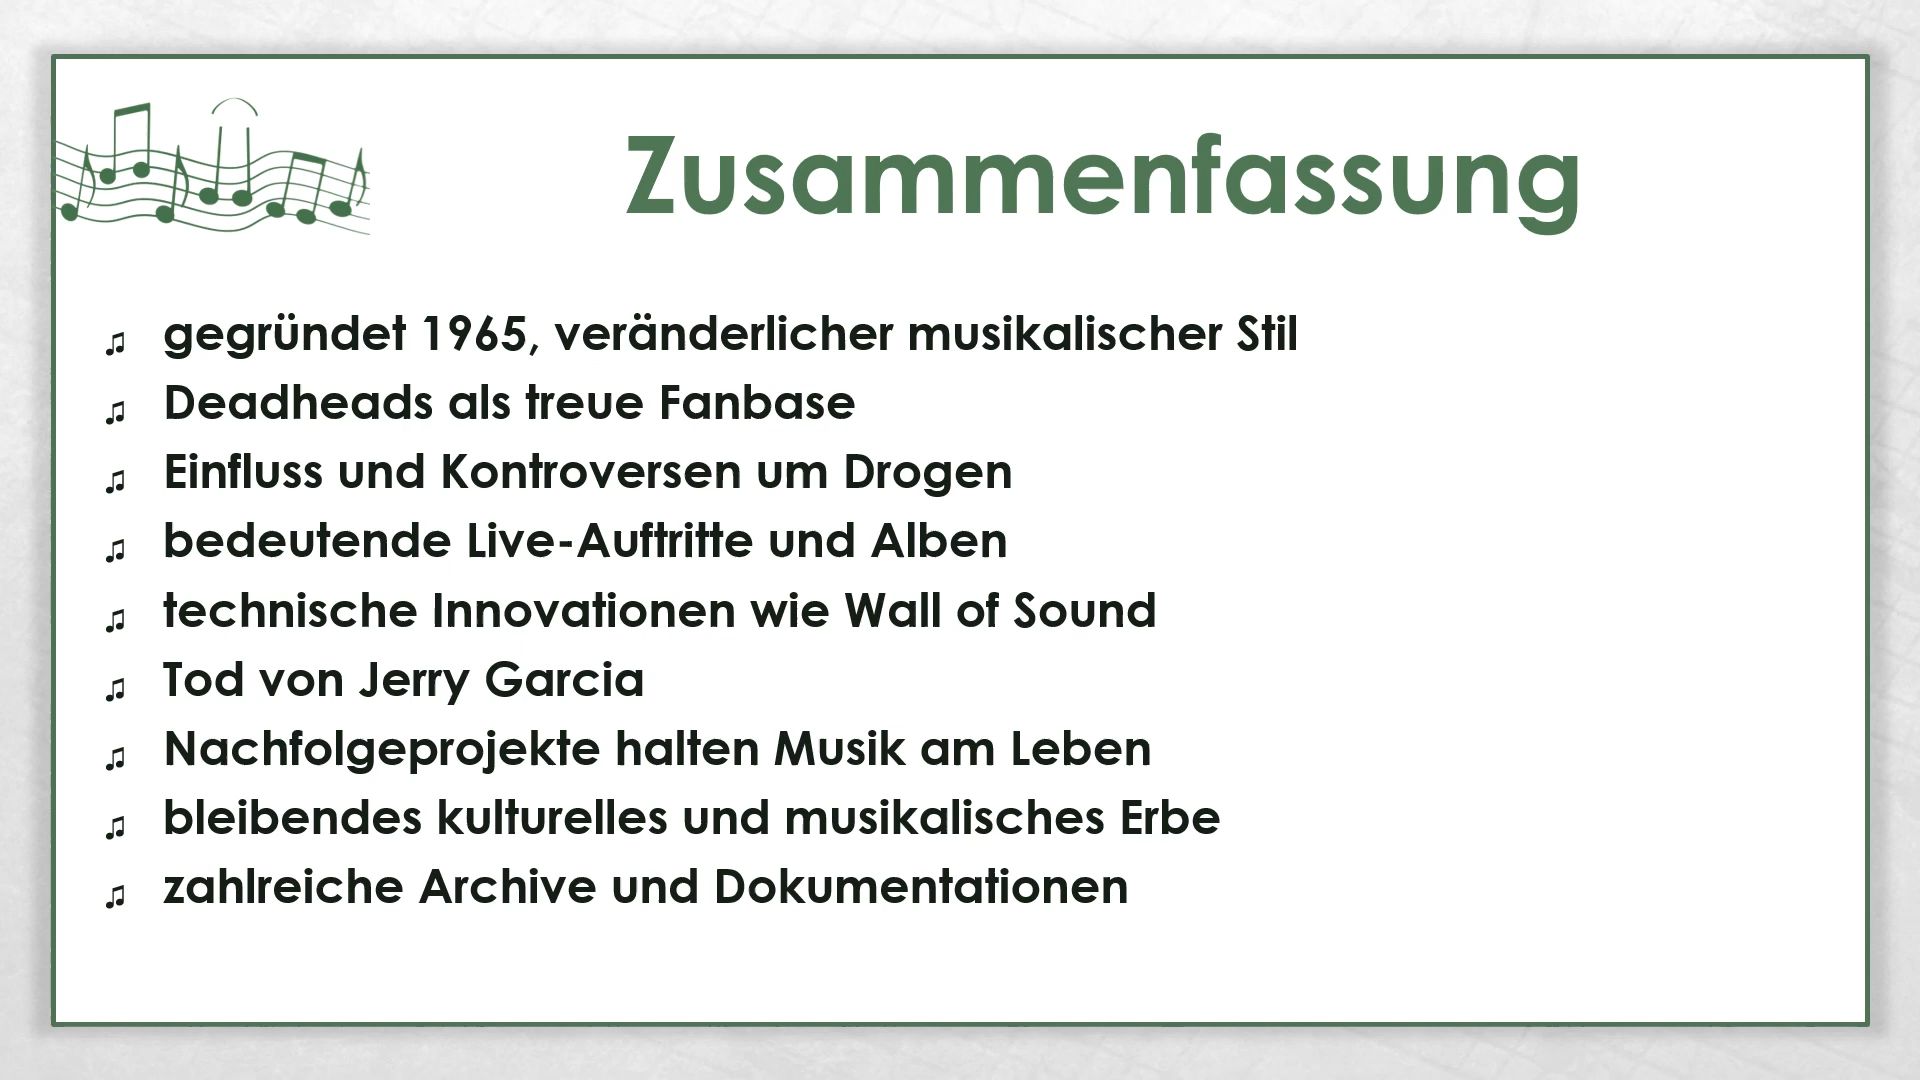 Zusammenfassung
♫ gegründet 1965, veränderlicher musikalischer Stil
♫ Deadheads als treue Fanbase
♫ Einfluss und Kontroversen um Drogen
♫ bedeutende Live-Auftritte und Alben
♫ technische Innovationen wie Wall of Sound
♫ Tod von Jerry Garcia
♫ Nachfolgeprojekte halten Musik am Leben
♫ bleibendes kulturelles und musikalisches Erbe
♫ zahlreiche Archive und Dokumentationen